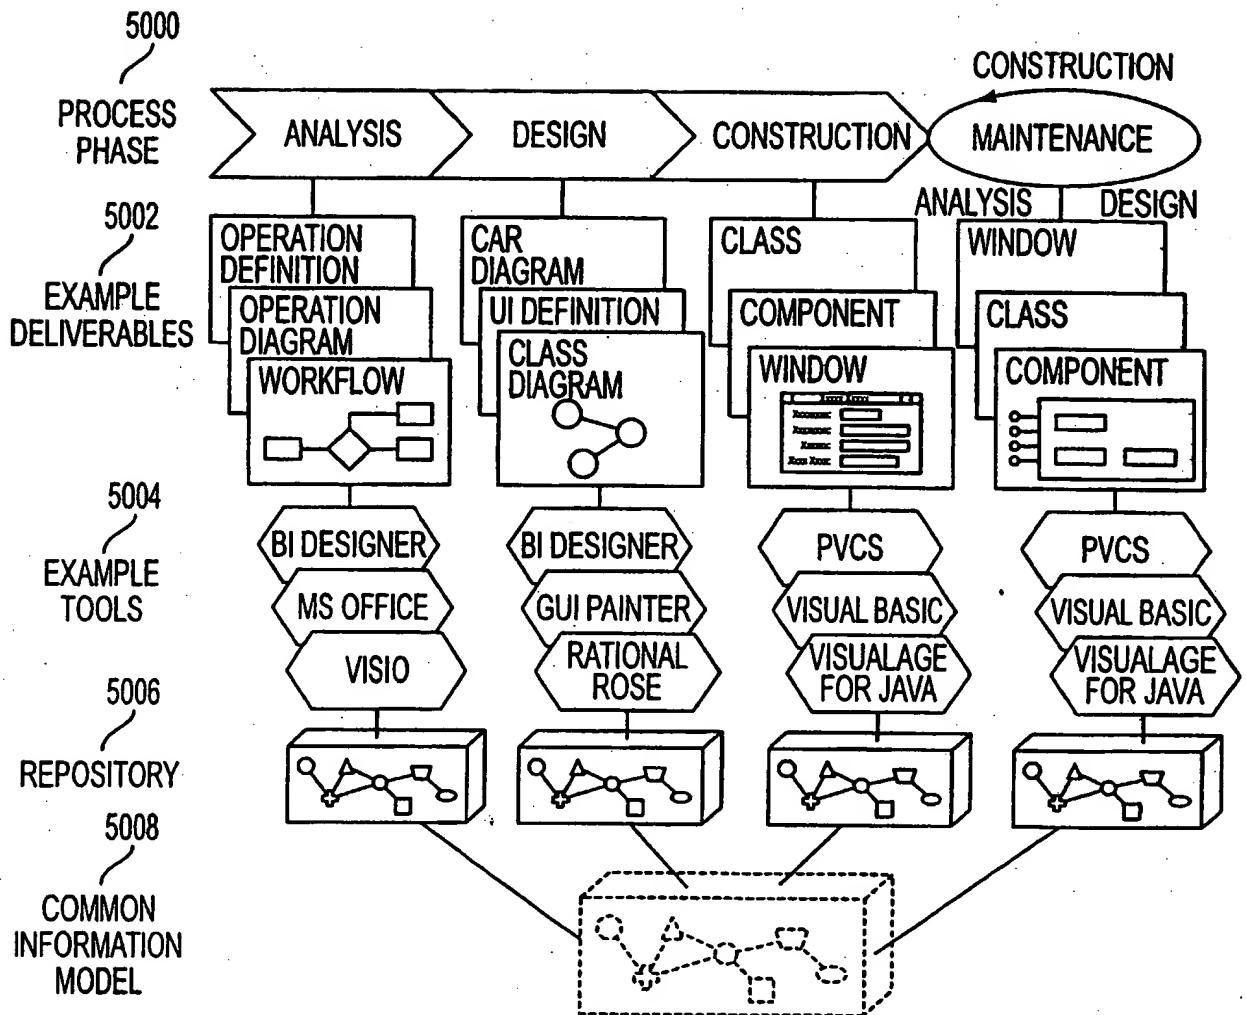 5000
PROCESS
PHASE
ANALYSIS
DESIGN
CONSTRUCTION
CONSTRUCTION
MAINTENANCE
ANALYSIS
DESIGN
5002
EXAMPLE
DELIVERABLES
OPERATION
DEFINITION
OPERATION
DIAGRAM
WORKFLOW
CAR
DIAGRAM
UI DEFINITION
CLASS
DIAGRAM
CLASS
COMPONENT
WINDOW
WINDOW
CLASS
COMPONENT
5004
EXAMPLE
TOOLS
BI DESIGNER
MS OFFICE
VISIO
BI DESIGNER
GUI PAINTER
RATIONAL
ROSE
PVCS
VISUAL BASIC
VISUALAGE
FOR JAVA
PVCS
VISUAL BASIC
VISUALAGE
FOR JAVA
5006
REPOSITORY
5008
COMMON
INFORMATION
MODEL